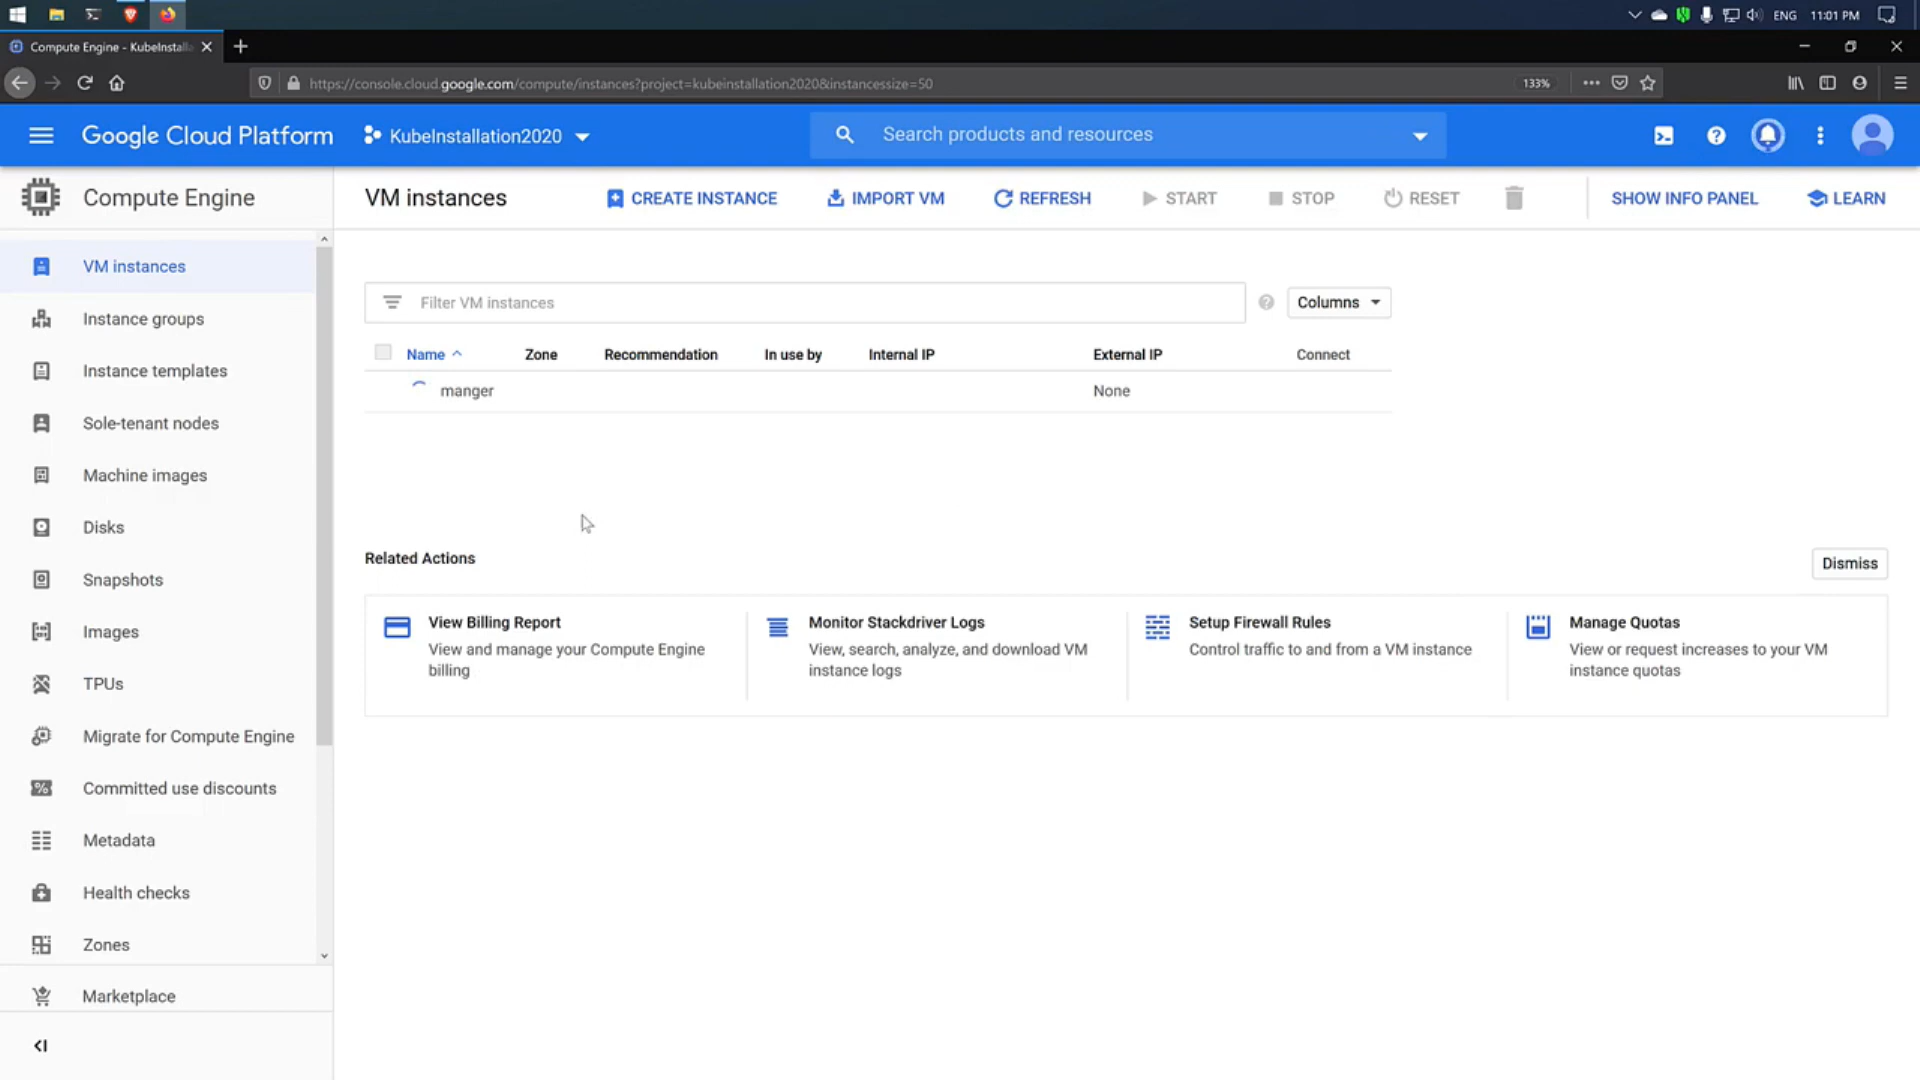 ENG 11:01 PM
Compute Engine - KubeInstalla
https://console.cloud.google.com/compute/instances?project=kubeinstallation2020&instancessize=50
133%
Google Cloud Platform
KubeInstallation2020
Search products and resources
Compute Engine
VM instances
CREATE INSTANCE
IMPORT VM
REFRESH
START
STOP
RESET
SHOW INFO PANEL
LEARN
VM instances
Instance groups
Instance templates
Sole-tenant nodes
Machine images
Disks
Snapshots
Images
TPUs
Migrate for Compute Engine
Committed use discounts
Metadata
Health checks
Zones
Marketplace
Filter VM instances
Columns
Name Zone Recommendation In use by Internal IP External IP Connect
manger None
Related Actions
Dismiss
View Billing Report
View and manage your Compute Engine
billing
Monitor Stackdriver Logs
View, search, analyze, and download VM
instance logs
Setup Firewall Rules
Control traffic to and from a VM instance
Manage Quotas
View or request increases to your VM
instance quotas